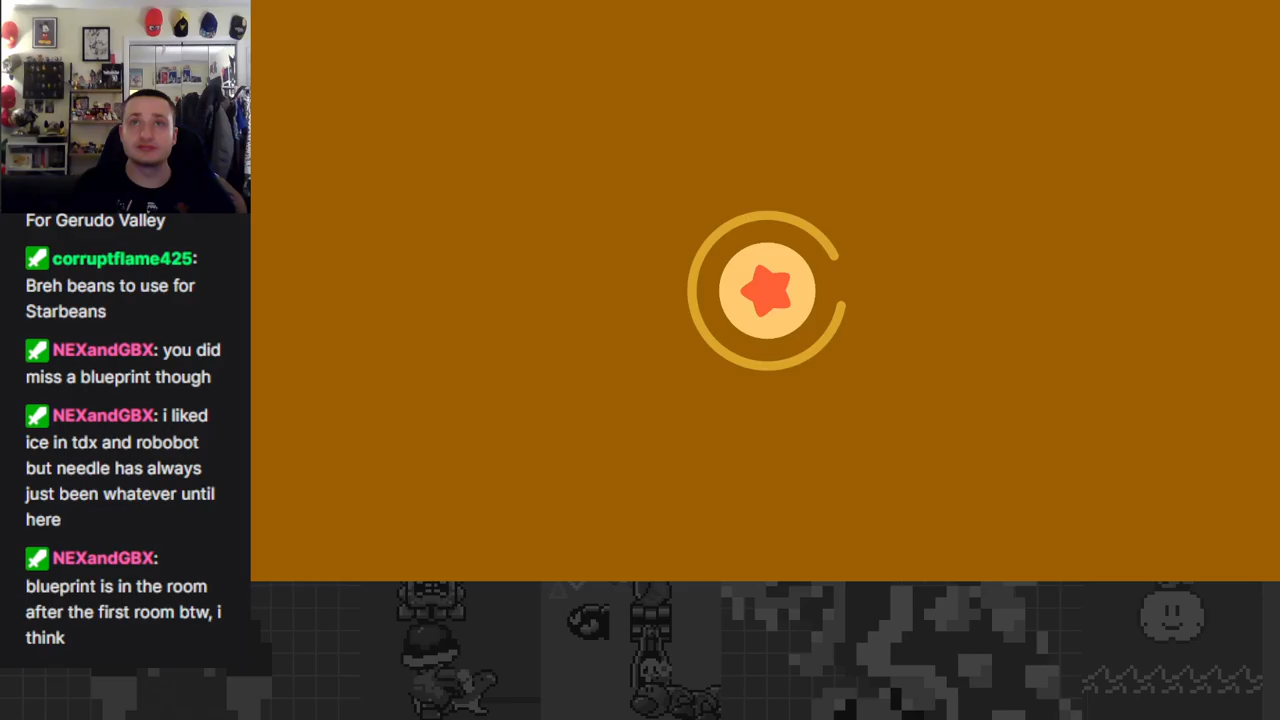 For Gerudo Valley
corruptflame425:
Breh beans to use for
Starbeans
NEXandGBX: you did
miss a blueprint though
NEXandGBX: i liked
ice in tdx and robobot
but needle has always
just been whatever until
here
NEXandGBX:
blueprint is in the room
after the first room btw, i
think